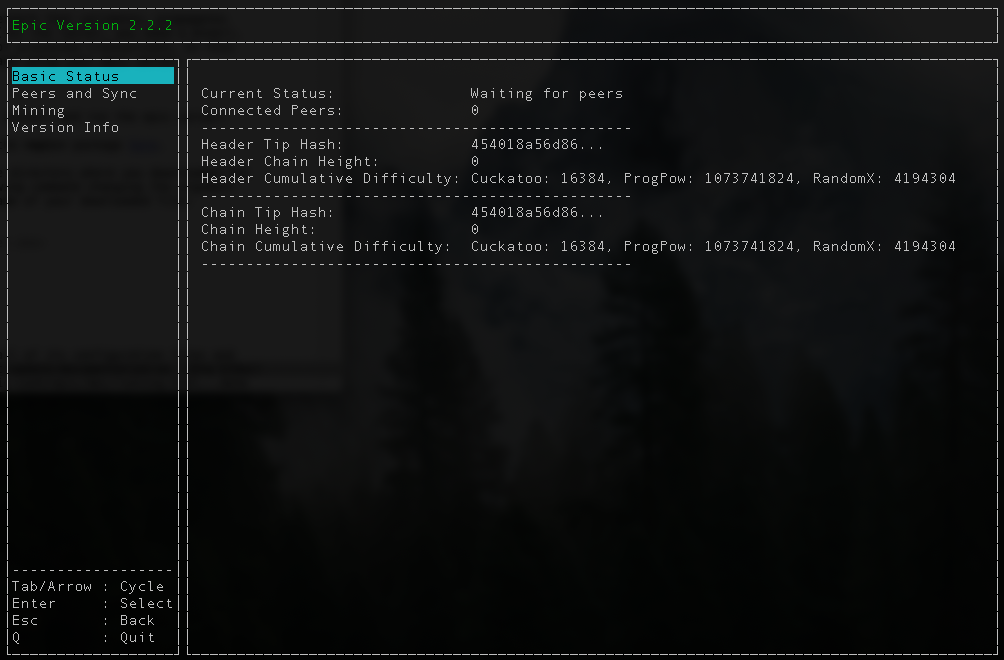 Epic Version 2.2.2
Basic Status
Peers and Sync
Mining
Version Info
Current Status: Waiting for peers
Connected Peers: 0
------------------------------------------------
Header Tip Hash: 454018a56d86...
Header Chain Height: 0
Header Cumulative Difficulty: Cuckatoo: 16384, ProgPow: 1073741824, RandomX: 4194304
------------------------------------------------
Chain Tip Hash: 454018a56d86...
Chain Height: 0
Chain Cumulative Difficulty: Cuckatoo: 16384, ProgPow: 1073741824, RandomX: 4194304
------------------------------------------------
------------------
Tab/Arrow : Cycle
Enter : Select
Esc : Back
Q : Quit